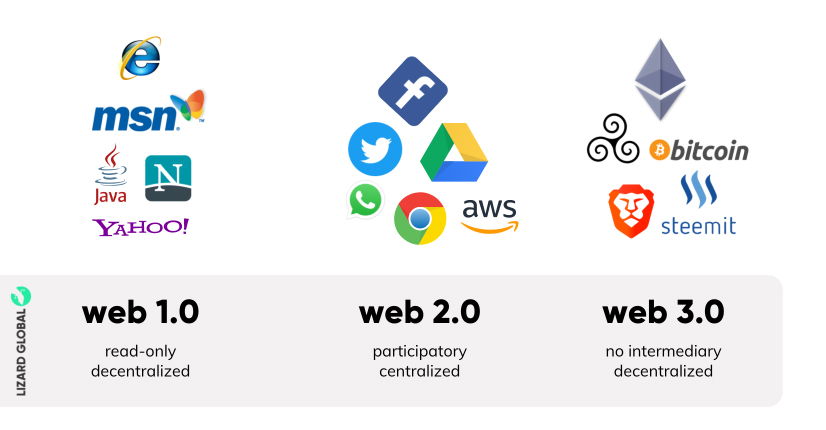 msn
TM
Java
N
YAHOO!
f
aws
bitcoin
steemit
LIZARD GLOBAL
web 1.0
read-only
decentralized
web 2.0
participatory
centralized
web 3.0
no intermediary
decentralized